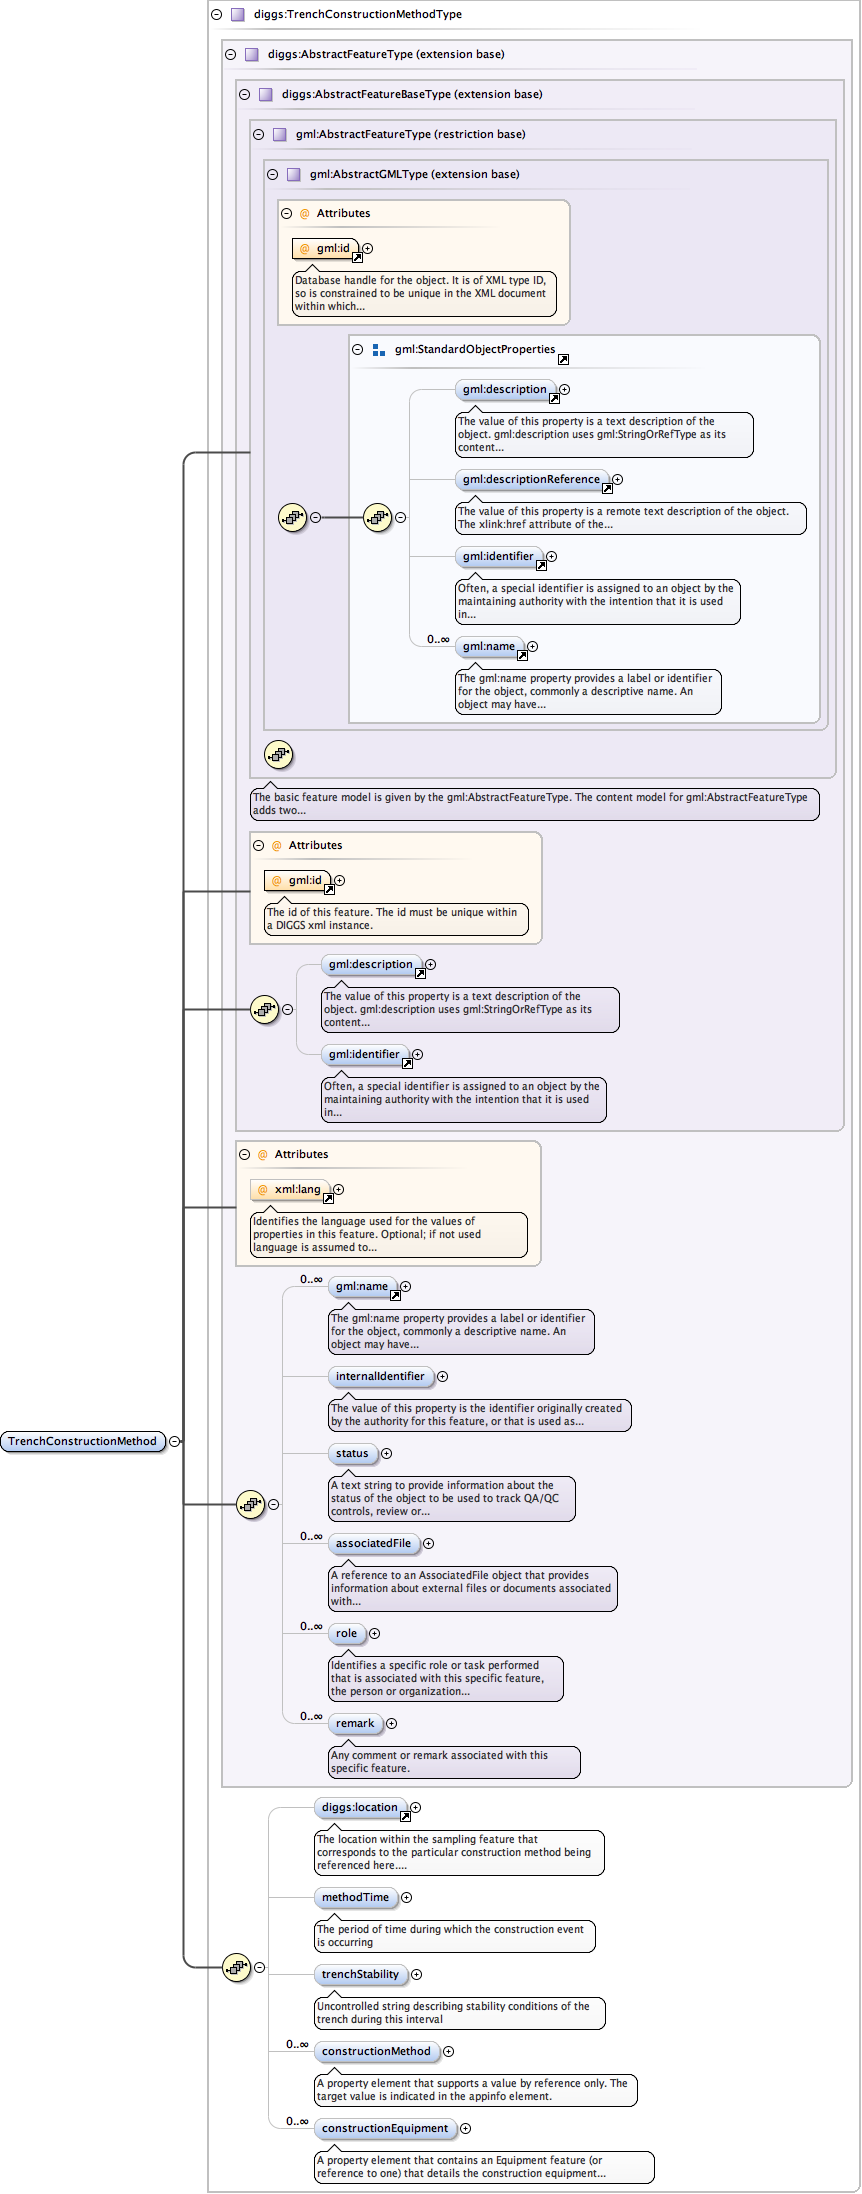 diggs:TrenchConstructionMethodType
diggs:AbstractFeatureType (extension base)
diggs:AbstractFeatureBaseType (extension base)
gml:AbstractFeatureType (restriction base)
gml:AbstractGMLType (extension base)
@ Attributes
@ gml:id
Database handle for the object. It is of XML type ID,
so is constrained to be unique in the XML document
within which...
gml:StandardObjectProperties
gml:description
The value of this property is a text description of the
object. gml:description uses gml:StringOrRefType as its
content...
gml:descriptionReference
The value of this property is a remote text description of the object.
The xlink:href attribute of the...
gml:identifier
Often, a special identifier is assigned to an object by the
maintaining authority with the intention that it is used
in...
0..∞
gml:name
The gml:name property provides a label or identifier
for the object, commonly a descriptive name. An
object may have...
The basic feature model is given by the gml:AbstractFeatureType. The content model for gml:AbstractFeatureType
adds two...
@ Attributes
@ gml:id
The id of this feature. The id must be unique within
a DIGGS xml instance.
gml:description
The value of this property is a text description of the
object. gml:description uses gml:StringOrRefType as its
content...
gml:identifier
Often, a special identifier is assigned to an object by the
maintaining authority with the intention that it is used
in...
@ Attributes
@ xml:lang
Identifies the language used for the values of
properties in this feature. Optional; if not used
language is assumed to...
0..∞
gml:name
The gml:name property provides a label or identifier
for the object, commonly a descriptive name. An
object may have...
internalIdentifier
The value of this property is the identifier originally created
by the authority for this feature, or that is used as...
TrenchConstructionMethod
status
A text string to provide information about the
status of the object to be used to track QA/QC
controls, review or...
0..∞
associatedFile
A reference to an AssociatedFile object that provides
information about external files or documents associated
with...
0..∞
role
Identifies a specific role or task performed
that is associated with this specific feature,
the person or organization...
0..∞
remark
Any comment or remark associated with this
specific feature.
diggs:location
The location within the sampling feature that
corresponds to the particular construction method being
referenced here....
methodTime
The period of time during which the construction event
is occurring
trenchStability
Uncontrolled string describing stability conditions of the
trench during this interval
0..∞
constructionMethod
A property element that supports a value by reference only. The
target value is indicated in the appinfo element.
0..∞
constructionEquipment
A property element that contains an Equipment feature (or
reference to one) that details the construction equipment...